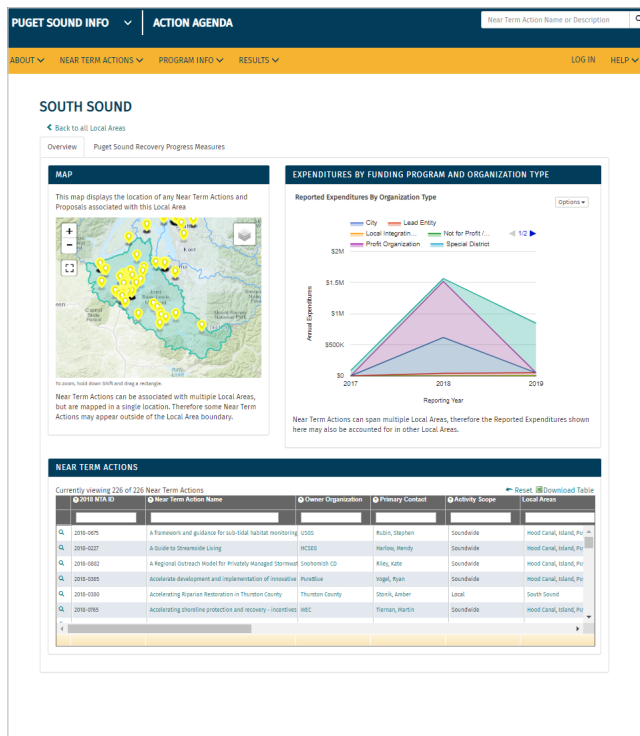 PUGET SOUND INFO
ACTION AGENDA
Near Term Action Name or Description
ABOUT
NEAR TERM ACTIONS
PROGRAM INFO
RESULTS
LOG IN
HELP
SOUTH SOUND
Back to all Local Areas
Overview
Puget Sound Recovery Progress Measures
MAP
This map displays the location of any Near Term Actions and
Proposals associated with this Local Area
+
-
Kent
To zoom, hold down Shift and drag a rectangle.
Near Term Actions can be associated with multiple Local Areas,
but are mapped in a single location. Therefore some Near Term
Actions may appear outside of the Local Area boundary.
EXPENDITURES BY FUNDING PROGRAM AND ORGANIZATION TYPE
Reported Expenditures By Organization Type
Options
City
Lead Entity
Local Integratin...
Not for Profit /...
1/2
Profit Organization
Special District
$2M
$1.5M
$1M
$500K
$0
Annual Expenditures
2017
2018
2019
Reporting Year
Near Term Actions can span multiple Local Areas, therefore the Reported Expenditures shown
here may also be accounted for in other Local Areas.
NEAR TERM ACTIONS
Currently viewing 226 of 226 Near Term Actions
Reset
Download Table
2018 NTA ID
Near Term Action Name
Owner Organization
Primary Contact
Activity Scope
Local Areas
2018-0675 A framework and guidance for sub-tidal habitat monitoring USGS Rubin, Stephen Soundwide Hood Canal, Island, Pu
2018-0227 A Guide to Streamside Living HCSEG Harlow, Mendy Soundwide Hood Canal, Island, Pu
2018-0882 A Regional Outreach Model for Privately Managed Stormwat Snohomish CD Riley, Kate Soundwide Hood Canal, Island, Pu
2018-0385 Accelerate development and implementation of innovative PureBlue Vogel, Ryan Soundwide Hood Canal, Island, Pu
2018-0380 Accelerating Riparian Restoration in Thurston County Thurston County Stonik, Amber Local South Sound
2018-0765 Accelerating shoreline protection and recovery - incentives WEC Tiernan, Martin Soundwide Hood Canal, Island, Pu